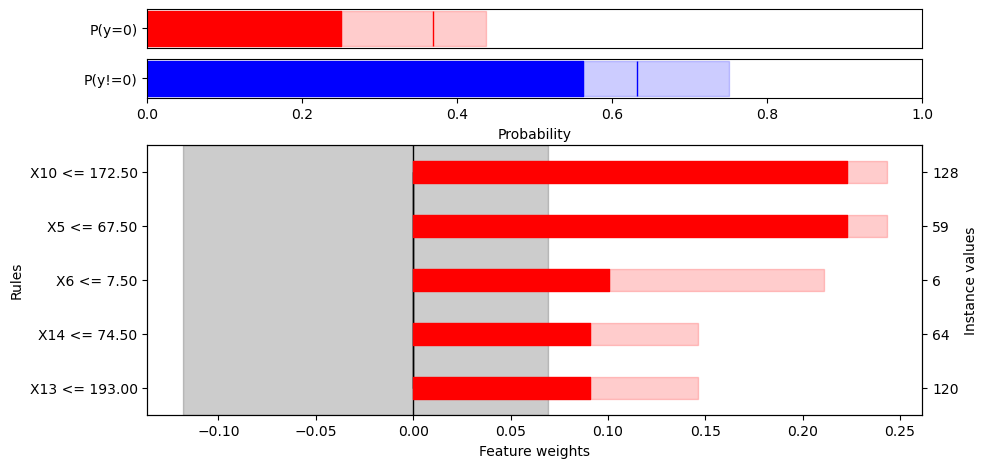 P(y=0)
P(y!=0)
0.0 0.2 0.4 0.6 0.8 1.0
Probability
Rules
X10 <= 172.50 128
X5 <= 67.50 59
X6 <= 7.50 6
X14 <= 74.50 64
X13 <= 193.00 120
Instance values
−0.10 −0.05 0.00 0.05 0.10 0.15 0.20 0.25
Feature weights